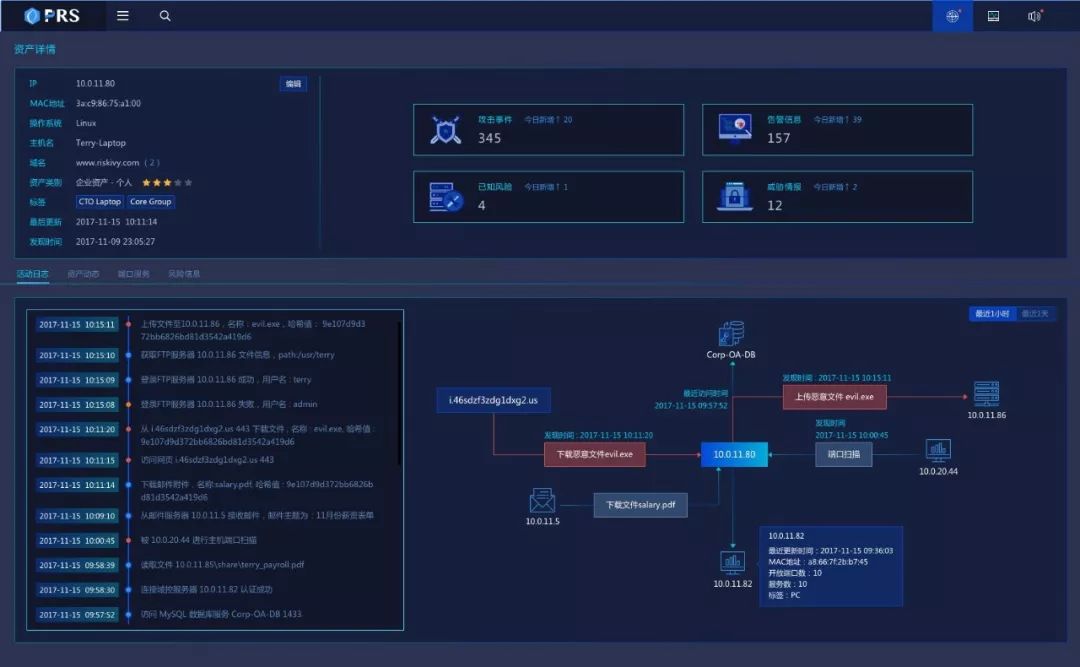 PRS
资产详情
IP 10.0.11.80 编辑
MAC地址 3a:c9:86:75:a1:00
操作系统 Linux
主机名 Terry-Laptop
域名 www.riskivy.com ( 2 )
资产类别 企业资产 · 个人
标签 CTO Laptop Core Group
最后更新 2017-11-15 10:11:14
发现时间 2017-11-09 23:05:27
攻击事件 今日新增↑ 20
345
告警信息 今日新增↑ 39
157
已知风险 今日新增↑ 1
4
威胁情报 今日新增↑ 2
12
活动日志 资产动态 端口服务 风险信息
最近1小时 最近1天
2017-11-15 10:15:11 上传文件至10.0.11.86，名称：evil.exe，哈希值： 9e107d9d3
72bb6826bd81d3542a419d6
2017-11-15 10:15:10 获取FTP服务器 10.0.11.86 文件信息，path:/usr/terry
2017-11-15 10:15:09 登录FTP服务器 10.0.11.86 成功，用户名：terry
2017-11-15 10:15:08 登录FTP服务器 10.0.11.86 失败，用户名：admin
2017-11-15 10:11:20 从 i.46sdzf3zdg1dxg2.us 443 下载文件，名称：evil.exe, 哈希值：
9e107d9d372bb6826bd81d3542a419d6
2017-11-15 10:11:15 访问网页 i.46sdzf3zdg1dxg2.us 443
2017-11-15 10:11:14 下载邮件附件，名称:salary.pdf, 哈希值：9e107d9d372bb6826b
d81d3542a419d6
2017-11-15 10:09:10 从邮件服务器 10.0.11.5 接收邮件，邮件主题为：11月份薪资表单
2017-11-15 10:00:45 被 10.0.20.44 进行主机端口扫描
2017-11-15 09:58:39 读取文件 10.0.11.85\share\terry_payroll.pdf
2017-11-15 09:58:30 连接域控服务器 10.0.11.82 认证成功
2017-11-15 09:57:52 访问 MySQL 数据库服务 Corp-OA-DB 1433
Corp-OA-DB
最近访问时间
2017-11-15 09:57:52
发现时间 : 2017-11-15 10:15:11
上传恶意文件 evil.exe
10.0.11.86
i.46sdzf3zdg1dxg2.us
发现时间 : 2017-11-15 10:11:20
下载恶意文件evil.exe
10.0.11.80
发现时间
2017-11-15 10:00:45
端口扫描
10.0.20.44
10.0.11.5
下载文件salary.pdf
10.0.11.82
10.0.11.82
最近更新时间：2017-11-15 09:36:03
MAC地址：a8:66:7f:2b:b7:45
开放端口数：10
服务数：10
标签：PC